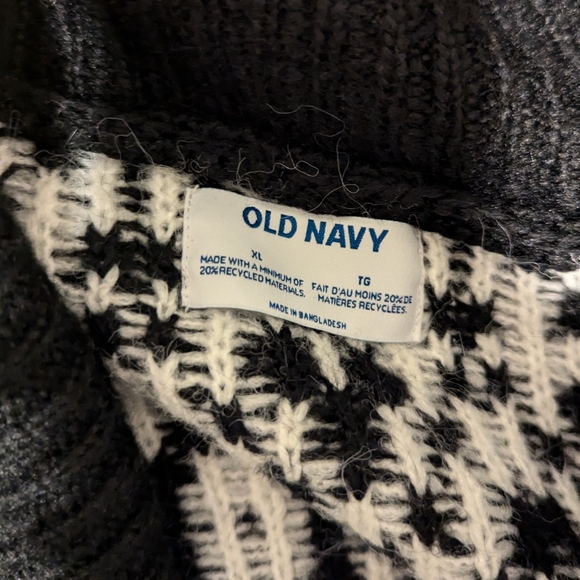 OLD NAVY
XL
MADE WITH A MINIMUM OF
20% RECYCLED MATERIALS.
TG
FAIT D'AU MOINS 20% DE
MATIÈRES RECYCLÉES.
MADE IN BANGLADESH